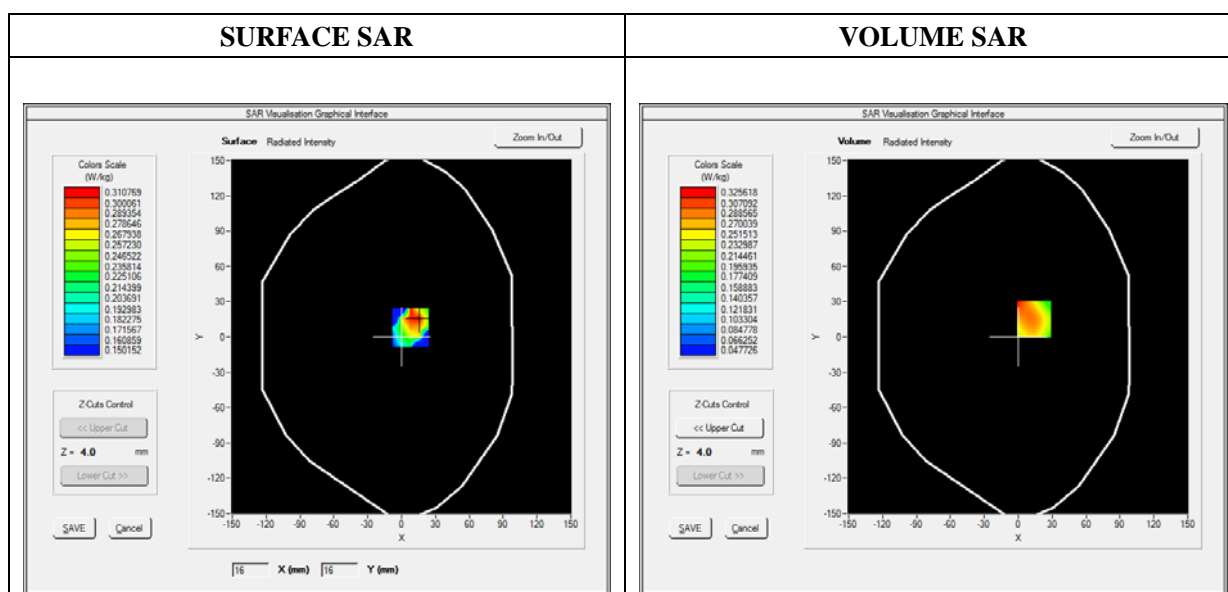 SURFACE SAR
VOLUME SAR
SAR Visualisation Graphical Interface
Surface Radiated Intensity
Zoom In/Out
Colors Scale
(W/kg)
0.310769
0.300061
0.289354
0.278646
0.267938
0.257230
0.246522
0.235814
0.225106
0.214399
0.203691
0.192983
0.182275
0.171567
0.160859
0.150152
150
120
90
60
30
0
-30
-60
-90
-120
-150
Y
-150 -120 -90 -60 -30 0 30 60 90 120 150
X
Z-Cuts Control
<< Upper Cut
Z = 4.0 mm
Lower Cut >>
SAVE Cancel
16 X (mm) 16 Y (mm)
SAR Visualisation Graphical Interface
Volume Radiated Intensity
Zoom In/Out
Colors Scale
(W/kg)
0.325618
0.307092
0.288565
0.270039
0.251513
0.232987
0.214461
0.195935
0.177409
0.158883
0.140357
0.121831
0.103304
0.084778
0.066252
0.047726
150
120
90
60
30
0
-30
-60
-90
-120
-150
Y
-150 -120 -90 -60 -30 0 30 60 90 120 150
X
Z-Cuts Control
<< Upper Cut
Z = 4.0 mm
Lower Cut >>
SAVE Cancel